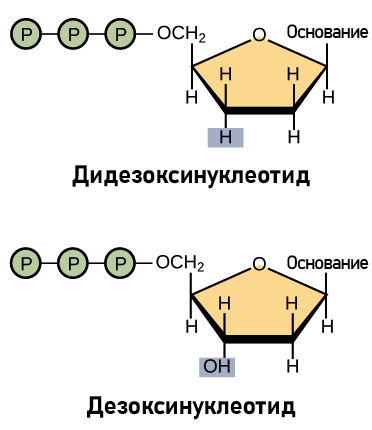 P P P OCH₂ O Основание
H H H H
H H
Дидезоксинуклеотид
P P P OCH₂ O Основание
H H H H
OH H
Дезоксинуклеотид